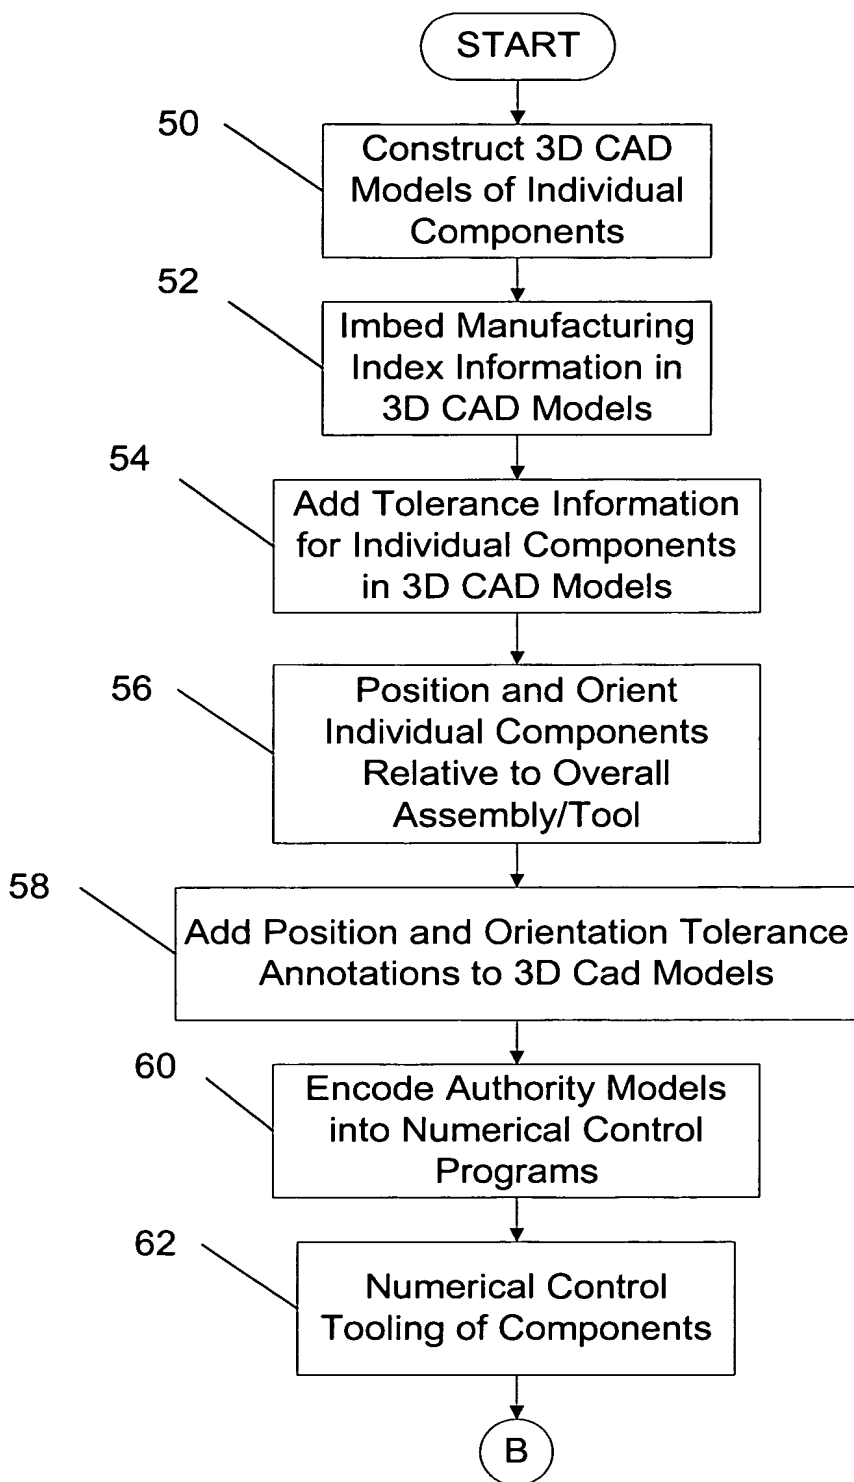 START
50
Construct 3D CAD
Models of Individual
Components
52
Imbed Manufacturing
Index Information in
3D CAD Models
54
Add Tolerance Information
for Individual Components
in 3D CAD Models
56
Position and Orient
Individual Components
Relative to Overall
Assembly/Tool
58
Add Position and Orientation Tolerance
Annotations to 3D Cad Models
60
Encode Authority Models
into Numerical Control
Programs
62
Numerical Control
Tooling of Components
B